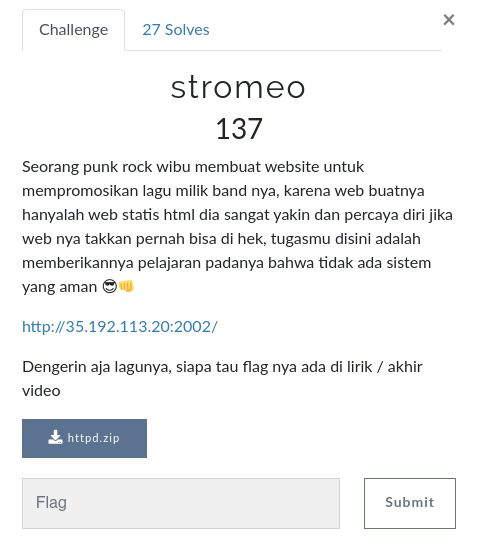 Challenge
27 Solves
×
stromeo
137
Seorang punk rock wibu membuat website untuk
mempromosikan lagu milik band nya, karena web buatnya
hanyalah web statis html dia sangat yakin dan percaya diri jika
web nya takkan pernah bisa di hek, tugasmu disini adalah
memberikannya pelajaran padanya bahwa tidak ada sistem
yang aman 😎👊
http://35.192.113.20:2002/
Dengerin aja lagunya, siapa tau flag nya ada di lirik / akhir
video
httpd.zip
Flag
Submit